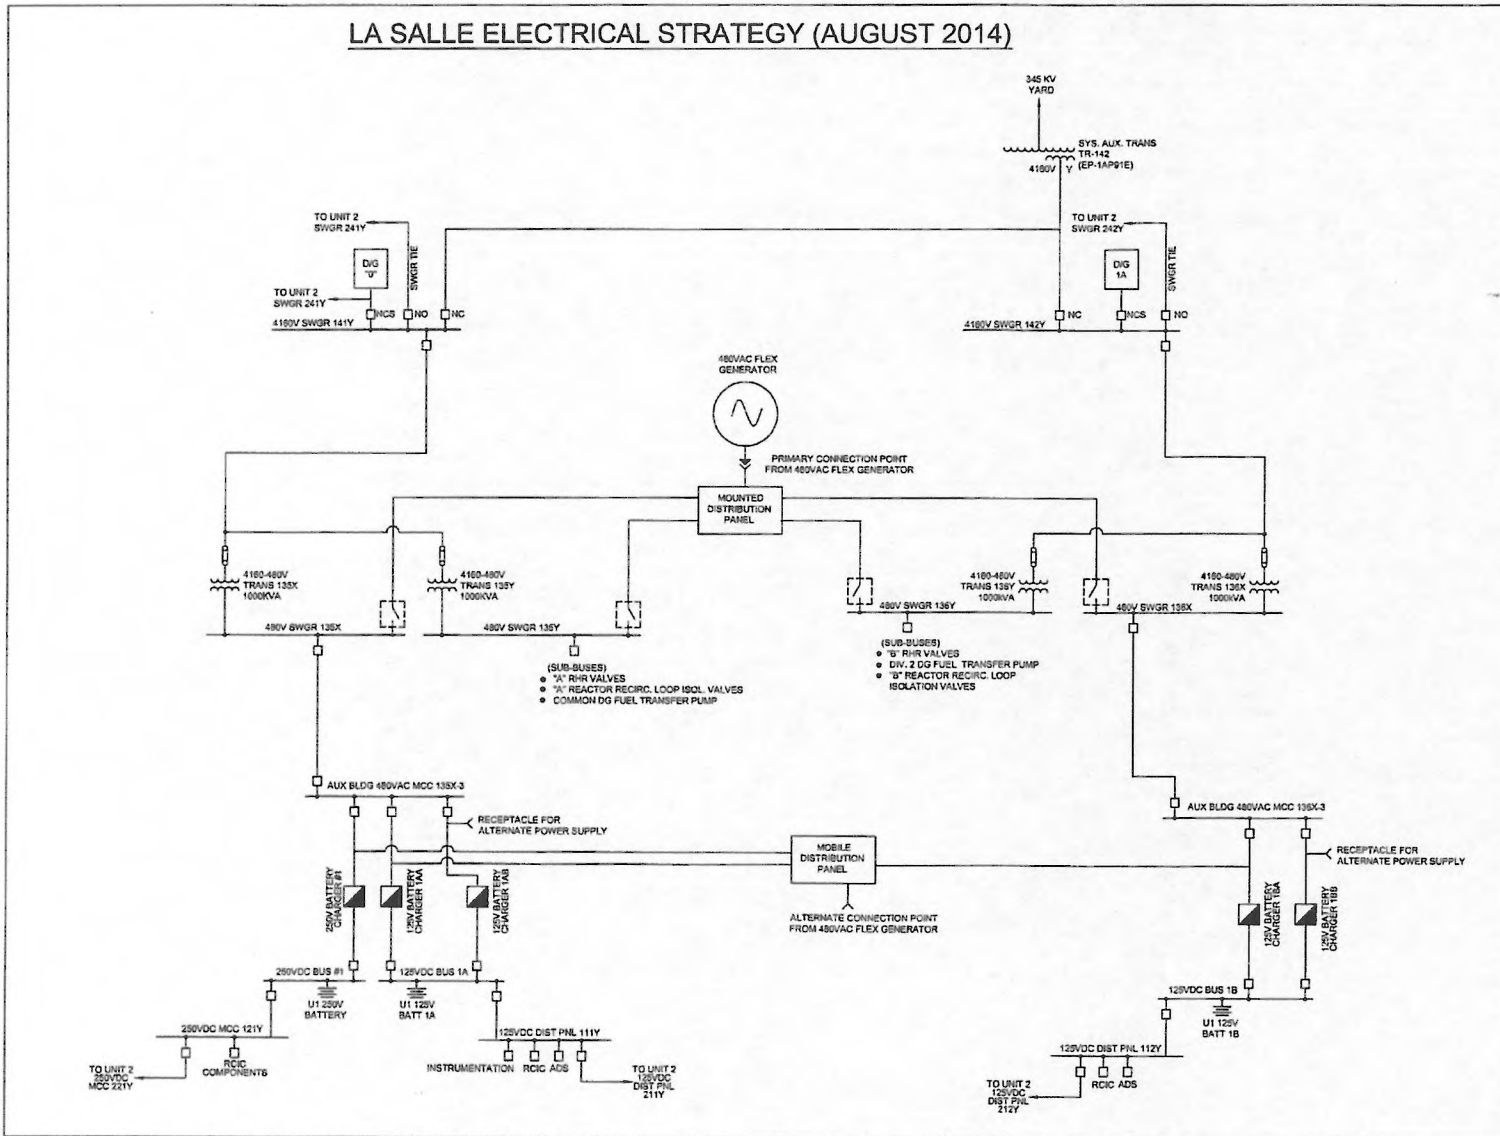 LA SALLE ELECTRICAL STRATEGY (AUGUST 2014)
345 KV
YARD
SYS. AUX. TRANS
TR-142
(EP-1AP91E)
4160V
Y
TO UNIT 2
SWGR 241Y
D/G
"0"
SWGR TIE
TO UNIT 2
SWGR 241Y
NCS
NO
NC
4160V SWGR 141Y
TO UNIT 2
SWGR 242Y
D/G
1A
SWGR TIE
NC
NCS
NO
4160V SWGR 142Y
480VAC FLEX
GENERATOR
PRIMARY CONNECTION POINT
FROM 480VAC FLEX GENERATOR
MOUNTED
DISTRIBUTION
PANEL
4160-480V
TRANS 135X
1000KVA
4160-480V
TRANS 135Y
1000KVA
4160-480V
TRANS 136Y
1000KVA
4160-480V
TRANS 136X
1000KVA
480V SWGR 135X
480V SWGR 135Y
480V SWGR 136Y
480V SWGR 136X
(SUB-BUSES)
"A" RHR VALVES
"A" REACTOR RECIRC. LOOP ISOL. VALVES
COMMON DG FUEL TRANSFER PUMP
(SUB-BUSES)
"B" RHR VALVES
DIV. 2 DG FUEL TRANSFER PUMP
"B" REACTOR RECIRC. LOOP
ISOLATION VALVES
AUX BLDG 480VAC MCC 135X-3
RECEPTACLE FOR
ALTERNATE POWER SUPPLY
AUX BLDG 480VAC MCC 136X-3
RECEPTACLE FOR
ALTERNATE POWER SUPPLY
MOBILE
DISTRIBUTION
PANEL
ALTERNATE CONNECTION POINT
FROM 480VAC FLEX GENERATOR
250V BATTERY
CHARGER #1
125V BATTERY
CHARGER 1AA
125V BATTERY
CHARGER 1AB
125V BATTERY
CHARGER 1BA
125V BATTERY
CHARGER 1BB
250VDC BUS #1
125VDC BUS 1A
U1 250V
BATTERY
U1 125V
BATT 1A
125VDC BUS 1B
U1 125V
BATT 1B
250VDC MCC 121Y
RCIC
COMPONENTS
TO UNIT 2
250VDC
MCC 221Y
125VDC DIST PNL 111Y
INSTRUMENTATION
RCIC
ADS
TO UNIT 2
125VDC
DIST PNL
211Y
125VDC DIST PNL 112Y
RCIC
ADS
TO UNIT 2
125VDC
DIST PNL
212Y